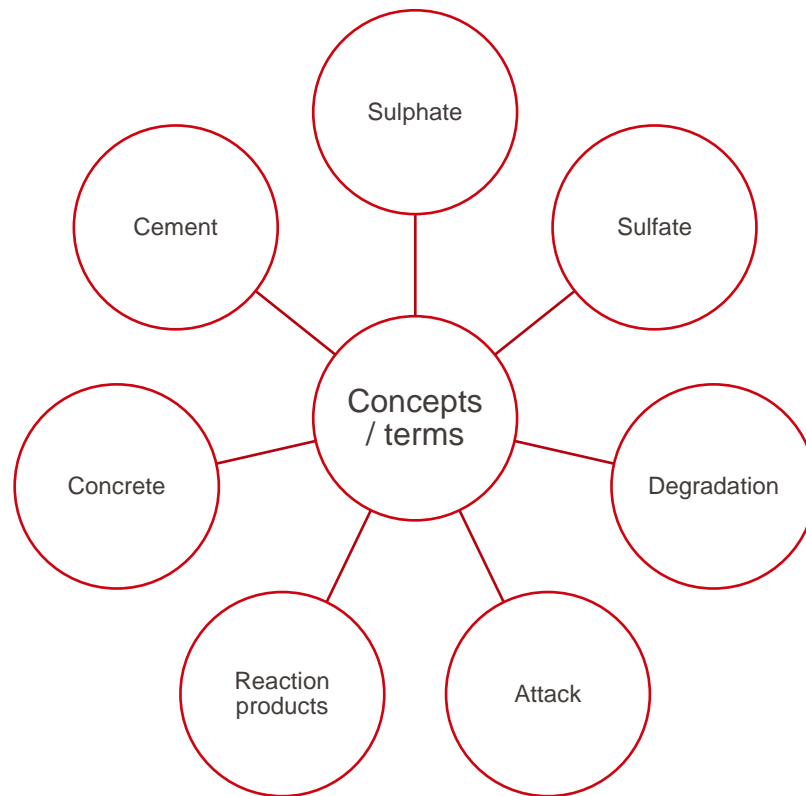 Sulphate
Cement
Sulfate
Concepts
/ terms
Concrete
Degradation
Reaction
products
Attack